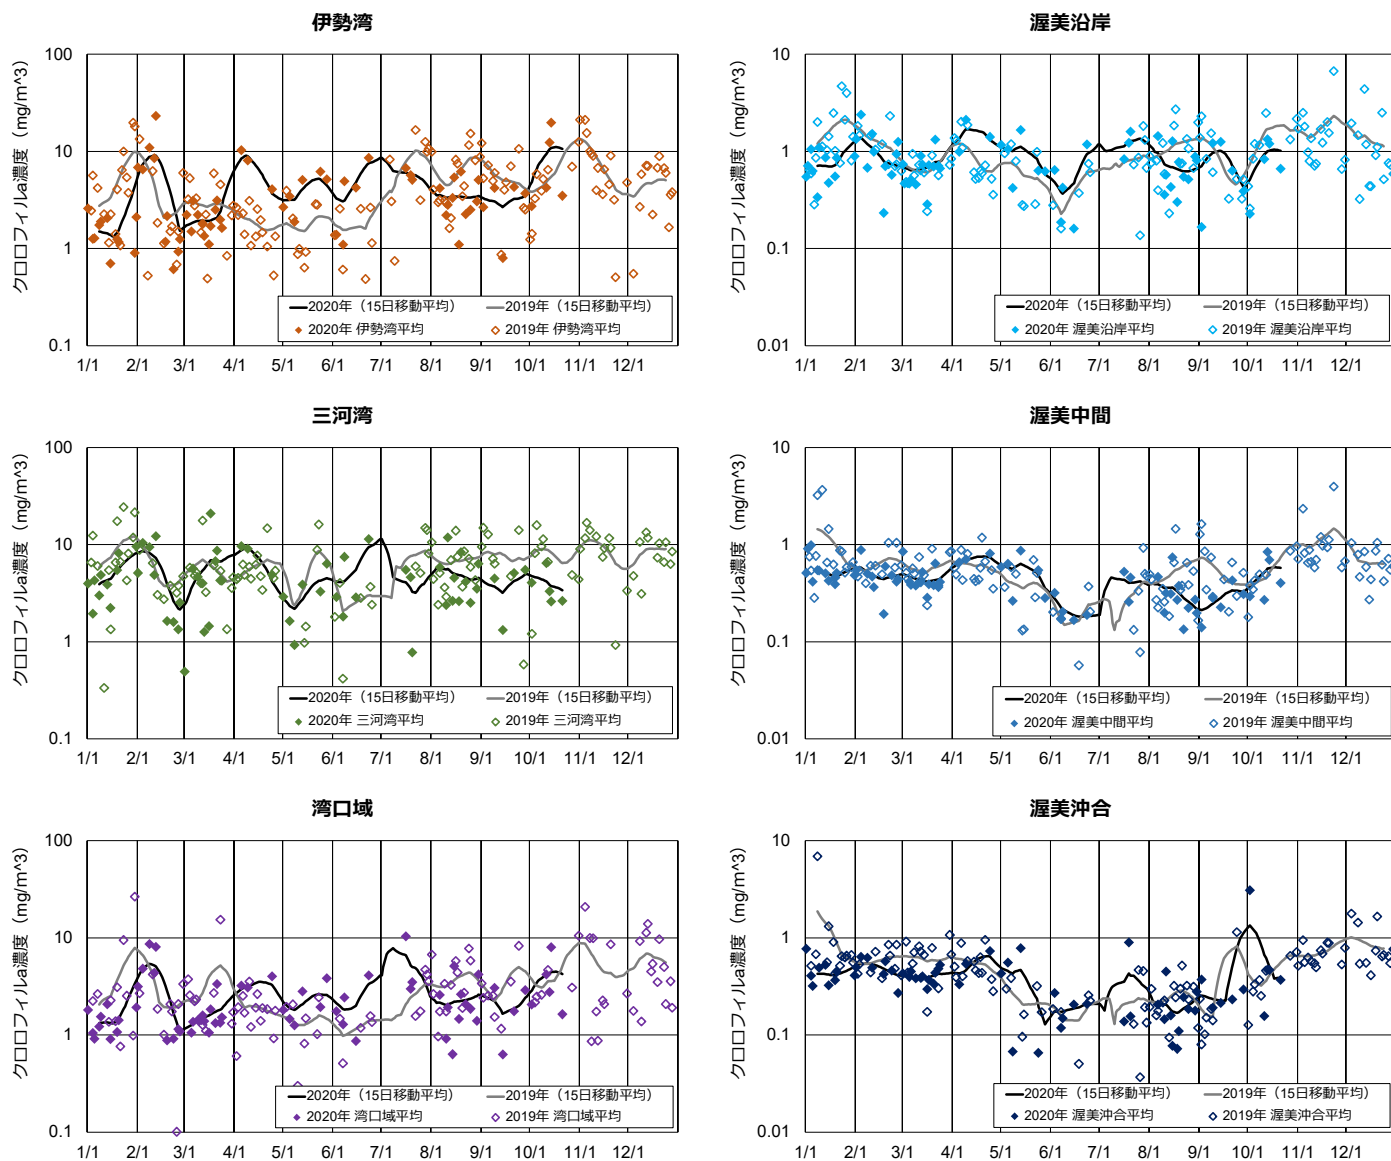 伊勢湾
クロロフィルa濃度（mg/m^3）
100
10
1
0.1
1/1 2/1 3/1 4/1 5/1 6/1 7/1 8/1 9/1 10/1 11/1 12/1
2020年（15日移動平均） 2019年（15日移動平均）
2020年 伊勢湾平均 2019年 伊勢湾平均
渥美沿岸
クロロフィルa濃度（mg/m^3）
10
1
0.1
0.01
1/1 2/1 3/1 4/1 5/1 6/1 7/1 8/1 9/1 10/1 11/1 12/1
2020年（15日移動平均） 2019年（15日移動平均）
2020年 渥美沿岸平均 2019年 渥美沿岸平均
三河湾
クロロフィルa濃度（mg/m^3）
100
10
1
0.1
1/1 2/1 3/1 4/1 5/1 6/1 7/1 8/1 9/1 10/1 11/1 12/1
2020年（15日移動平均） 2019年（15日移動平均）
2020年 三河湾平均 2019年 三河湾平均
渥美中間
クロロフィルa濃度（mg/m^3）
10
1
0.1
0.01
1/1 2/1 3/1 4/1 5/1 6/1 7/1 8/1 9/1 10/1 11/1 12/1
2020年（15日移動平均） 2019年（15日移動平均）
2020年 渥美中間平均 2019年 渥美中間平均
湾口域
クロロフィルa濃度（mg/m^3）
100
10
1
0.1
1/1 2/1 3/1 4/1 5/1 6/1 7/1 8/1 9/1 10/1 11/1 12/1
2020年（15日移動平均） 2019年（15日移動平均）
2020年 湾口域平均 2019年 湾口域平均
渥美沖合
クロロフィルa濃度（mg/m^3）
10
1
0.1
0.01
1/1 2/1 3/1 4/1 5/1 6/1 7/1 8/1 9/1 10/1 11/1 12/1
2020年（15日移動平均） 2019年（15日移動平均）
2020年 渥美沖合平均 2019年 渥美沖合平均